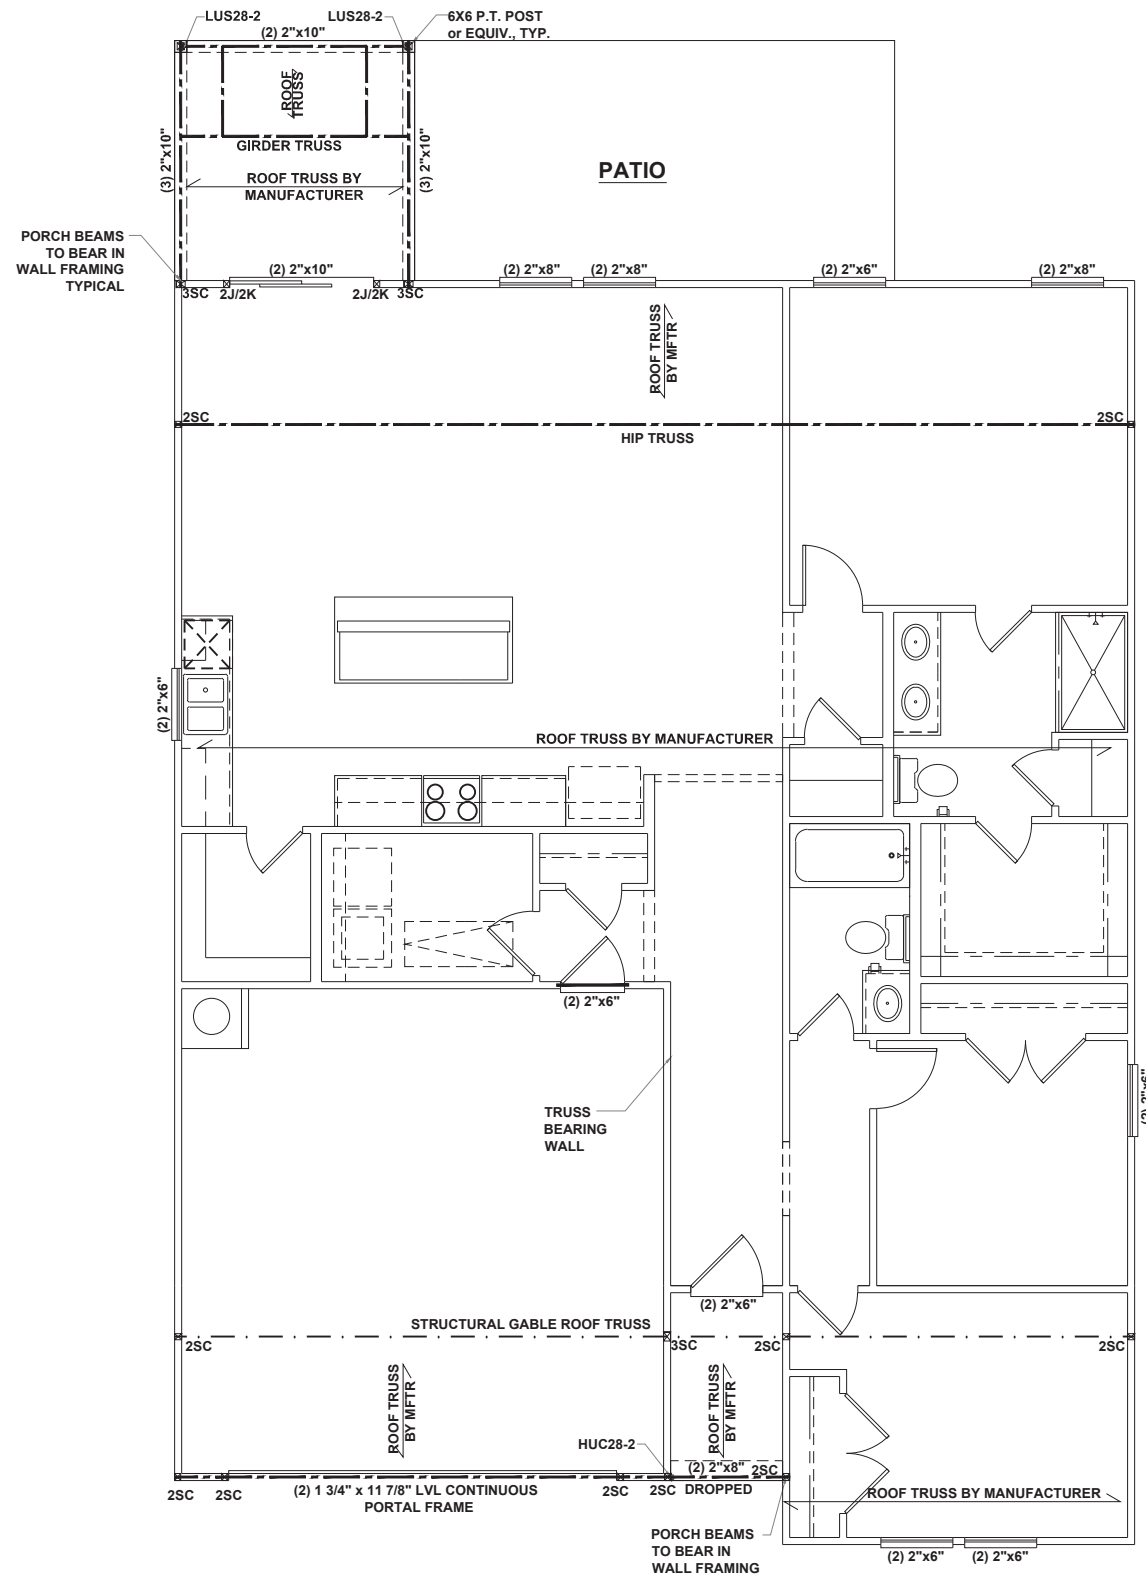 LUS28-2
LUS28-2
6X6 P.T. POST
or EQUIV., TYP.
(2) 2"x10"
ROOF
TRUSS
GIRDER TRUSS
(3) 2"x10"
(3) 2"x10"
ROOF TRUSS BY
MANUFACTURER
PATIO
PORCH BEAMS
TO BEAR IN
WALL FRAMING
TYPICAL
(2) 2"x10"
(2) 2"x8"
(2) 2"x8"
(2) 2"x6"
(2) 2"x8"
3SC
2J/2K
2J/2K
3SC
ROOF TRUSS
BY MFTR
2SC
2SC
HIP TRUSS
(2) 2"x6"
ROOF TRUSS BY MANUFACTURER
(2) 2"x6"
(2) 2"x6"
TRUSS
BEARING
WALL
(2) 2"x6"
STRUCTURAL GABLE ROOF TRUSS
2SC
3SC
2SC
2SC
ROOF TRUSS
BY MFTR
ROOF TRUSS
BY MFTR
HUC28-2
(2) 2"x8"
2SC
DROPPED
2SC
2SC
(2) 1 3/4" x 11 7/8" LVL CONTINUOUS
PORTAL FRAME
2SC
2SC
ROOF TRUSS BY MANUFACTURER
PORCH BEAMS
TO BEAR IN
WALL FRAMING
(2) 2"x6"
(2) 2"x6"